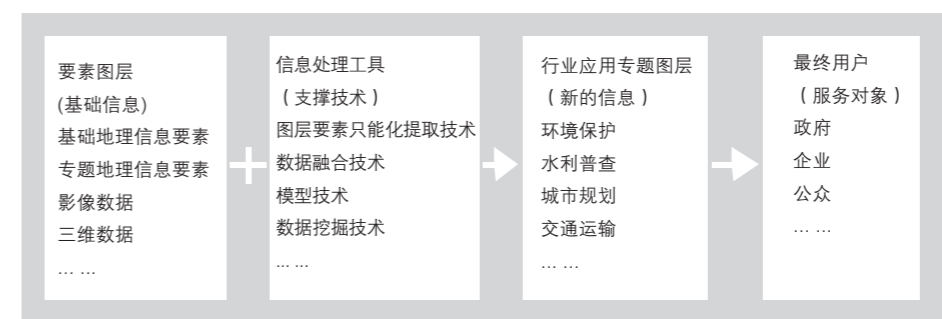 要素图层
(基础信息)
基础地理信息要素
专题地理信息要素
影像数据
三维数据
... ...
信息处理工具
（支撑技术）
图层要素只能化提取技术
数据融合技术
模型技术
数据挖掘技术
... ...
行业应用专题图层
（新的信息）
环境保护
水利普查
城市规划
交通运输
... ...
最终用户
（服务对象）
政府
企业
公众
... ...